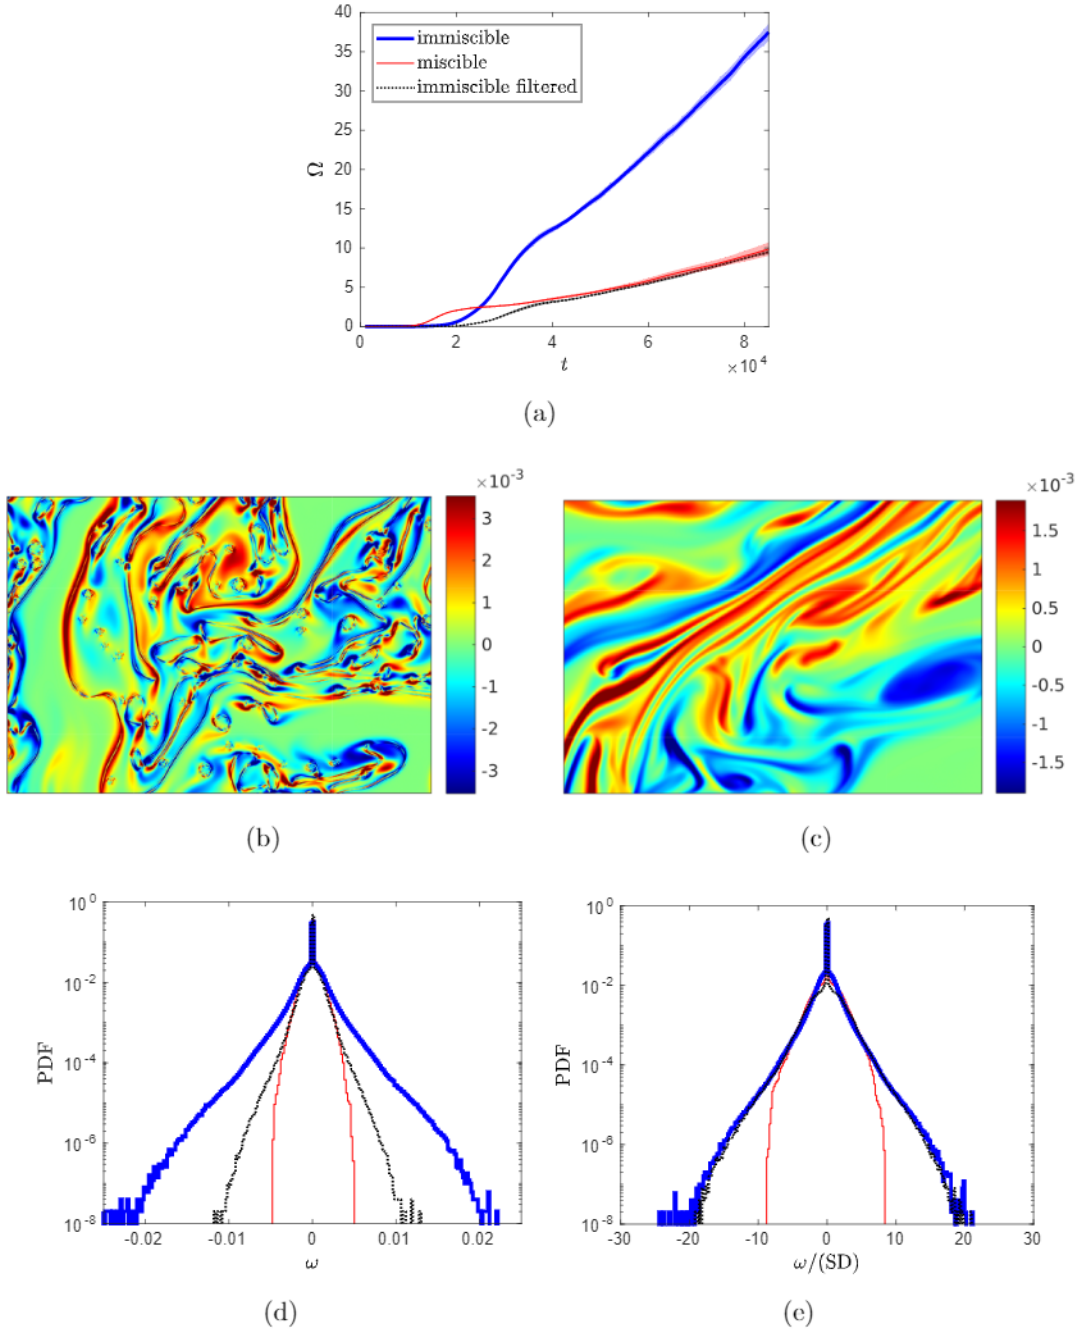 40
35
30
25
20
15
10
5
0
Ω
immiscible
miscible
immiscible filtered
0 2 4 6 8
t
×10⁴
(a)
×10⁻³
3
2
1
0
-1
-2
-3
(b)
×10⁻³
1.5
1
0.5
0
-0.5
-1
-1.5
(c)
10⁰
10⁻²
10⁻⁴
10⁻⁶
10⁻⁸
PDF
-0.02 -0.01 0 0.01 0.02
ω
(d)
10⁰
10⁻²
10⁻⁴
10⁻⁶
10⁻⁸
PDF
-30 -20 -10 0 10 20 30
ω/(SD)
(e)